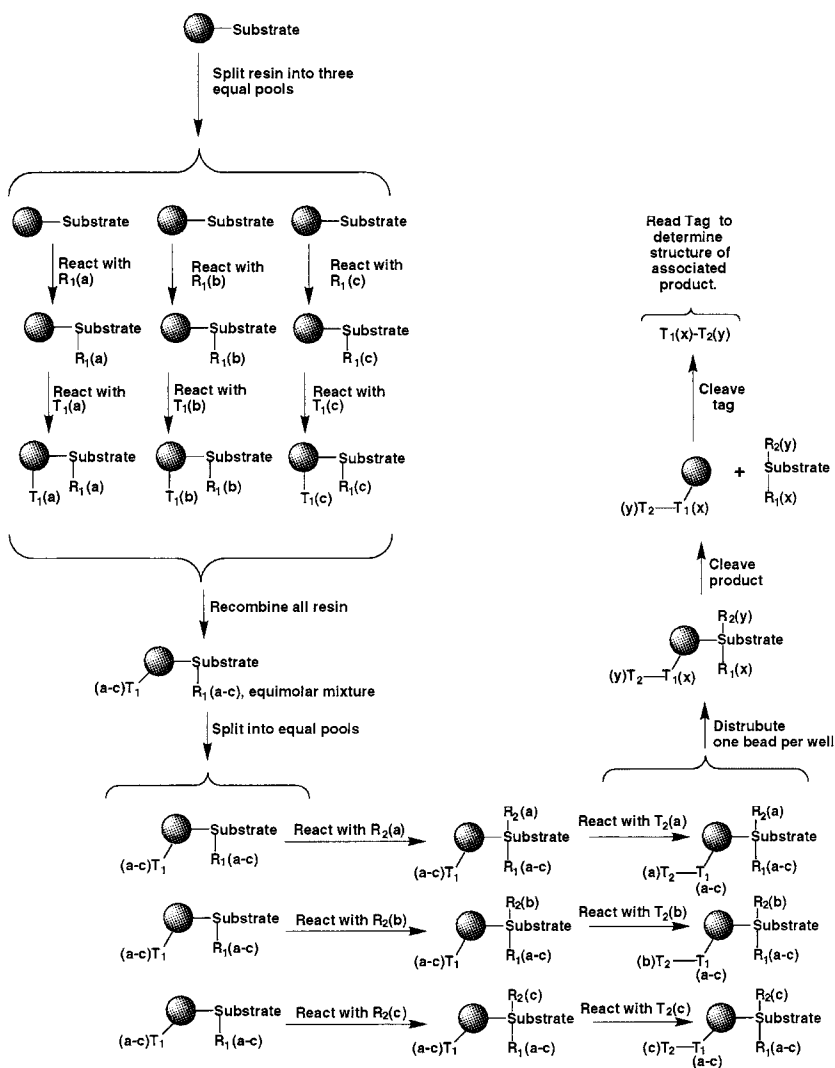 Substrate
Split resin into three
equal pools
Substrate
Substrate
Substrate
React with
R1(a)
React with
R1(b)
React with
R1(c)
Substrate
R1(a)
Substrate
R1(b)
Substrate
R1(c)
React with
T1(a)
React with
T1(b)
React with
T1(c)
Substrate
T1(a) R1(a)
Substrate
T1(b) R1(b)
Substrate
T1(c) R1(c)
Recombine all resin
Substrate
(a-c)T1
R1(a-c), equimolar mixture
Split into equal pools
Substrate
(a-c)T1
R1(a-c)
React with R2(a)
R2(a)
Substrate
(a-c)T1
R1(a-c)
React with T2(a)
R2(a)
Substrate
(a)T2—T1
(a-c)
R1(a-c)
Substrate
(a-c)T1
R1(a-c)
React with R2(b)
R2(b)
Substrate
(a-c)T1
R1(a-c)
React with T2(b)
R2(b)
Substrate
(b)T2—T1
(a-c)
R1(a-c)
Substrate
(a-c)T1
R1(a-c)
React with R2(c)
R2(c)
Substrate
(a-c)T1
R1(a-c)
React with T2(c)
R2(c)
Substrate
(c)T2—T1
(a-c)
R1(a-c)
Distrubute
one bead per well
R2(y)
Substrate
(y)T2—T1(x)
R1(x)
Cleave
product
R2(y)
Substrate
R1(x)
+
(y)T2—T1(x)
Cleave
tag
T1(x)-T2(y)
Read Tag to
determine
structure of
associated
product.